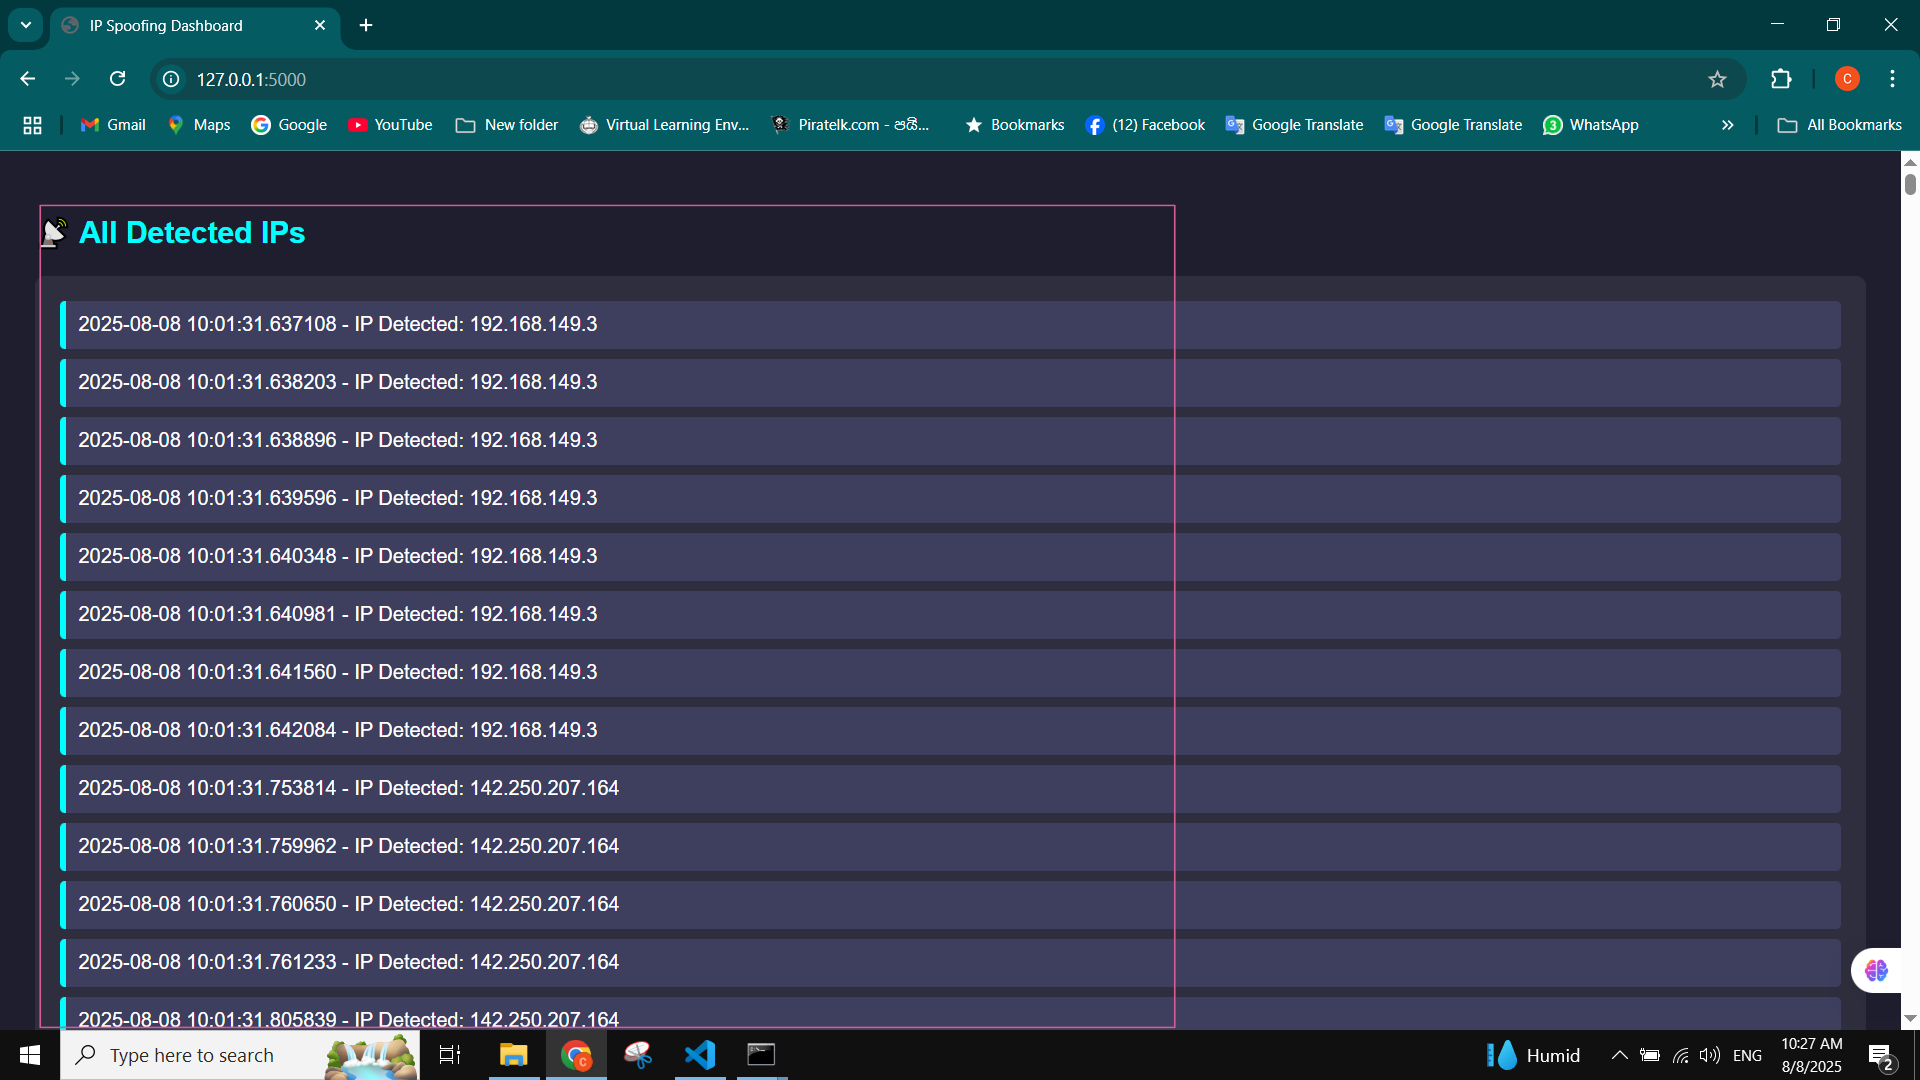 IP Spoofing Dashboard
127.0.0.1:5000
Gmail Maps Google YouTube New folder Virtual Learning Env... Piratelk.com - පයි... Bookmarks (12) Facebook Google Translate Google Translate 3 WhatsApp All Bookmarks
C
All Detected IPs
2025-08-08 10:01:31.637108 - IP Detected: 192.168.149.3
2025-08-08 10:01:31.638203 - IP Detected: 192.168.149.3
2025-08-08 10:01:31.638896 - IP Detected: 192.168.149.3
2025-08-08 10:01:31.639596 - IP Detected: 192.168.149.3
2025-08-08 10:01:31.640348 - IP Detected: 192.168.149.3
2025-08-08 10:01:31.640981 - IP Detected: 192.168.149.3
2025-08-08 10:01:31.641560 - IP Detected: 192.168.149.3
2025-08-08 10:01:31.642084 - IP Detected: 192.168.149.3
2025-08-08 10:01:31.753814 - IP Detected: 142.250.207.164
2025-08-08 10:01:31.759962 - IP Detected: 142.250.207.164
2025-08-08 10:01:31.760650 - IP Detected: 142.250.207.164
2025-08-08 10:01:31.761233 - IP Detected: 142.250.207.164
2025-08-08 10:01:31.805839 - IP Detected: 142.250.207.164
Type here to search
C
Humid
ENG
10:27 AM
8/8/2025
2